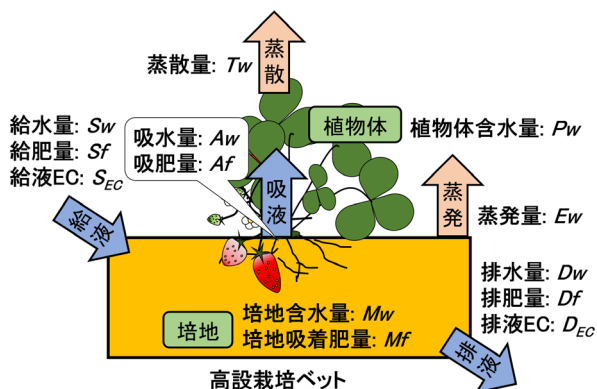 蒸散量: Tw
蒸散
給水量: Sw
給肥量: Sf
給液EC: SEC
吸水量: Aw
吸肥量: Af
植物体
植物体含水量: Pw
吸液
蒸発
蒸発量: Ew
給液
排水量: Dw
排肥量: Df
排液EC: DEC
培地
培地含水量: Mw
培地吸着肥量: Mf
排液
高設栽培ベット